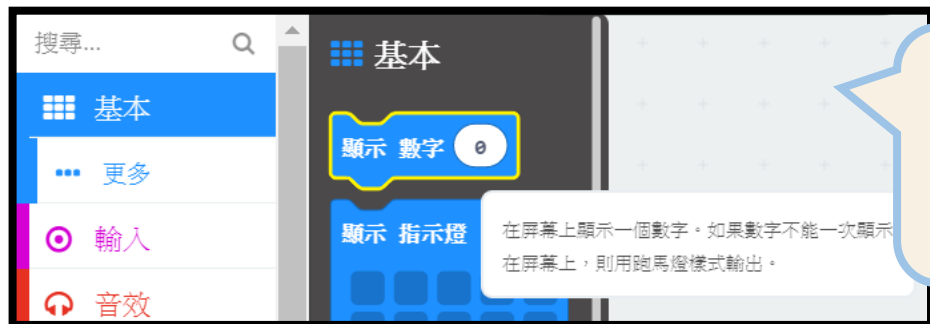 搜尋...
基本
更多
輸入
音效
基本
顯示 數字 0
顯示 指示燈
在屏幕上顯示一個數字。如果數字不能一次顯示
在屏幕上，則用跑馬燈樣式輸出。